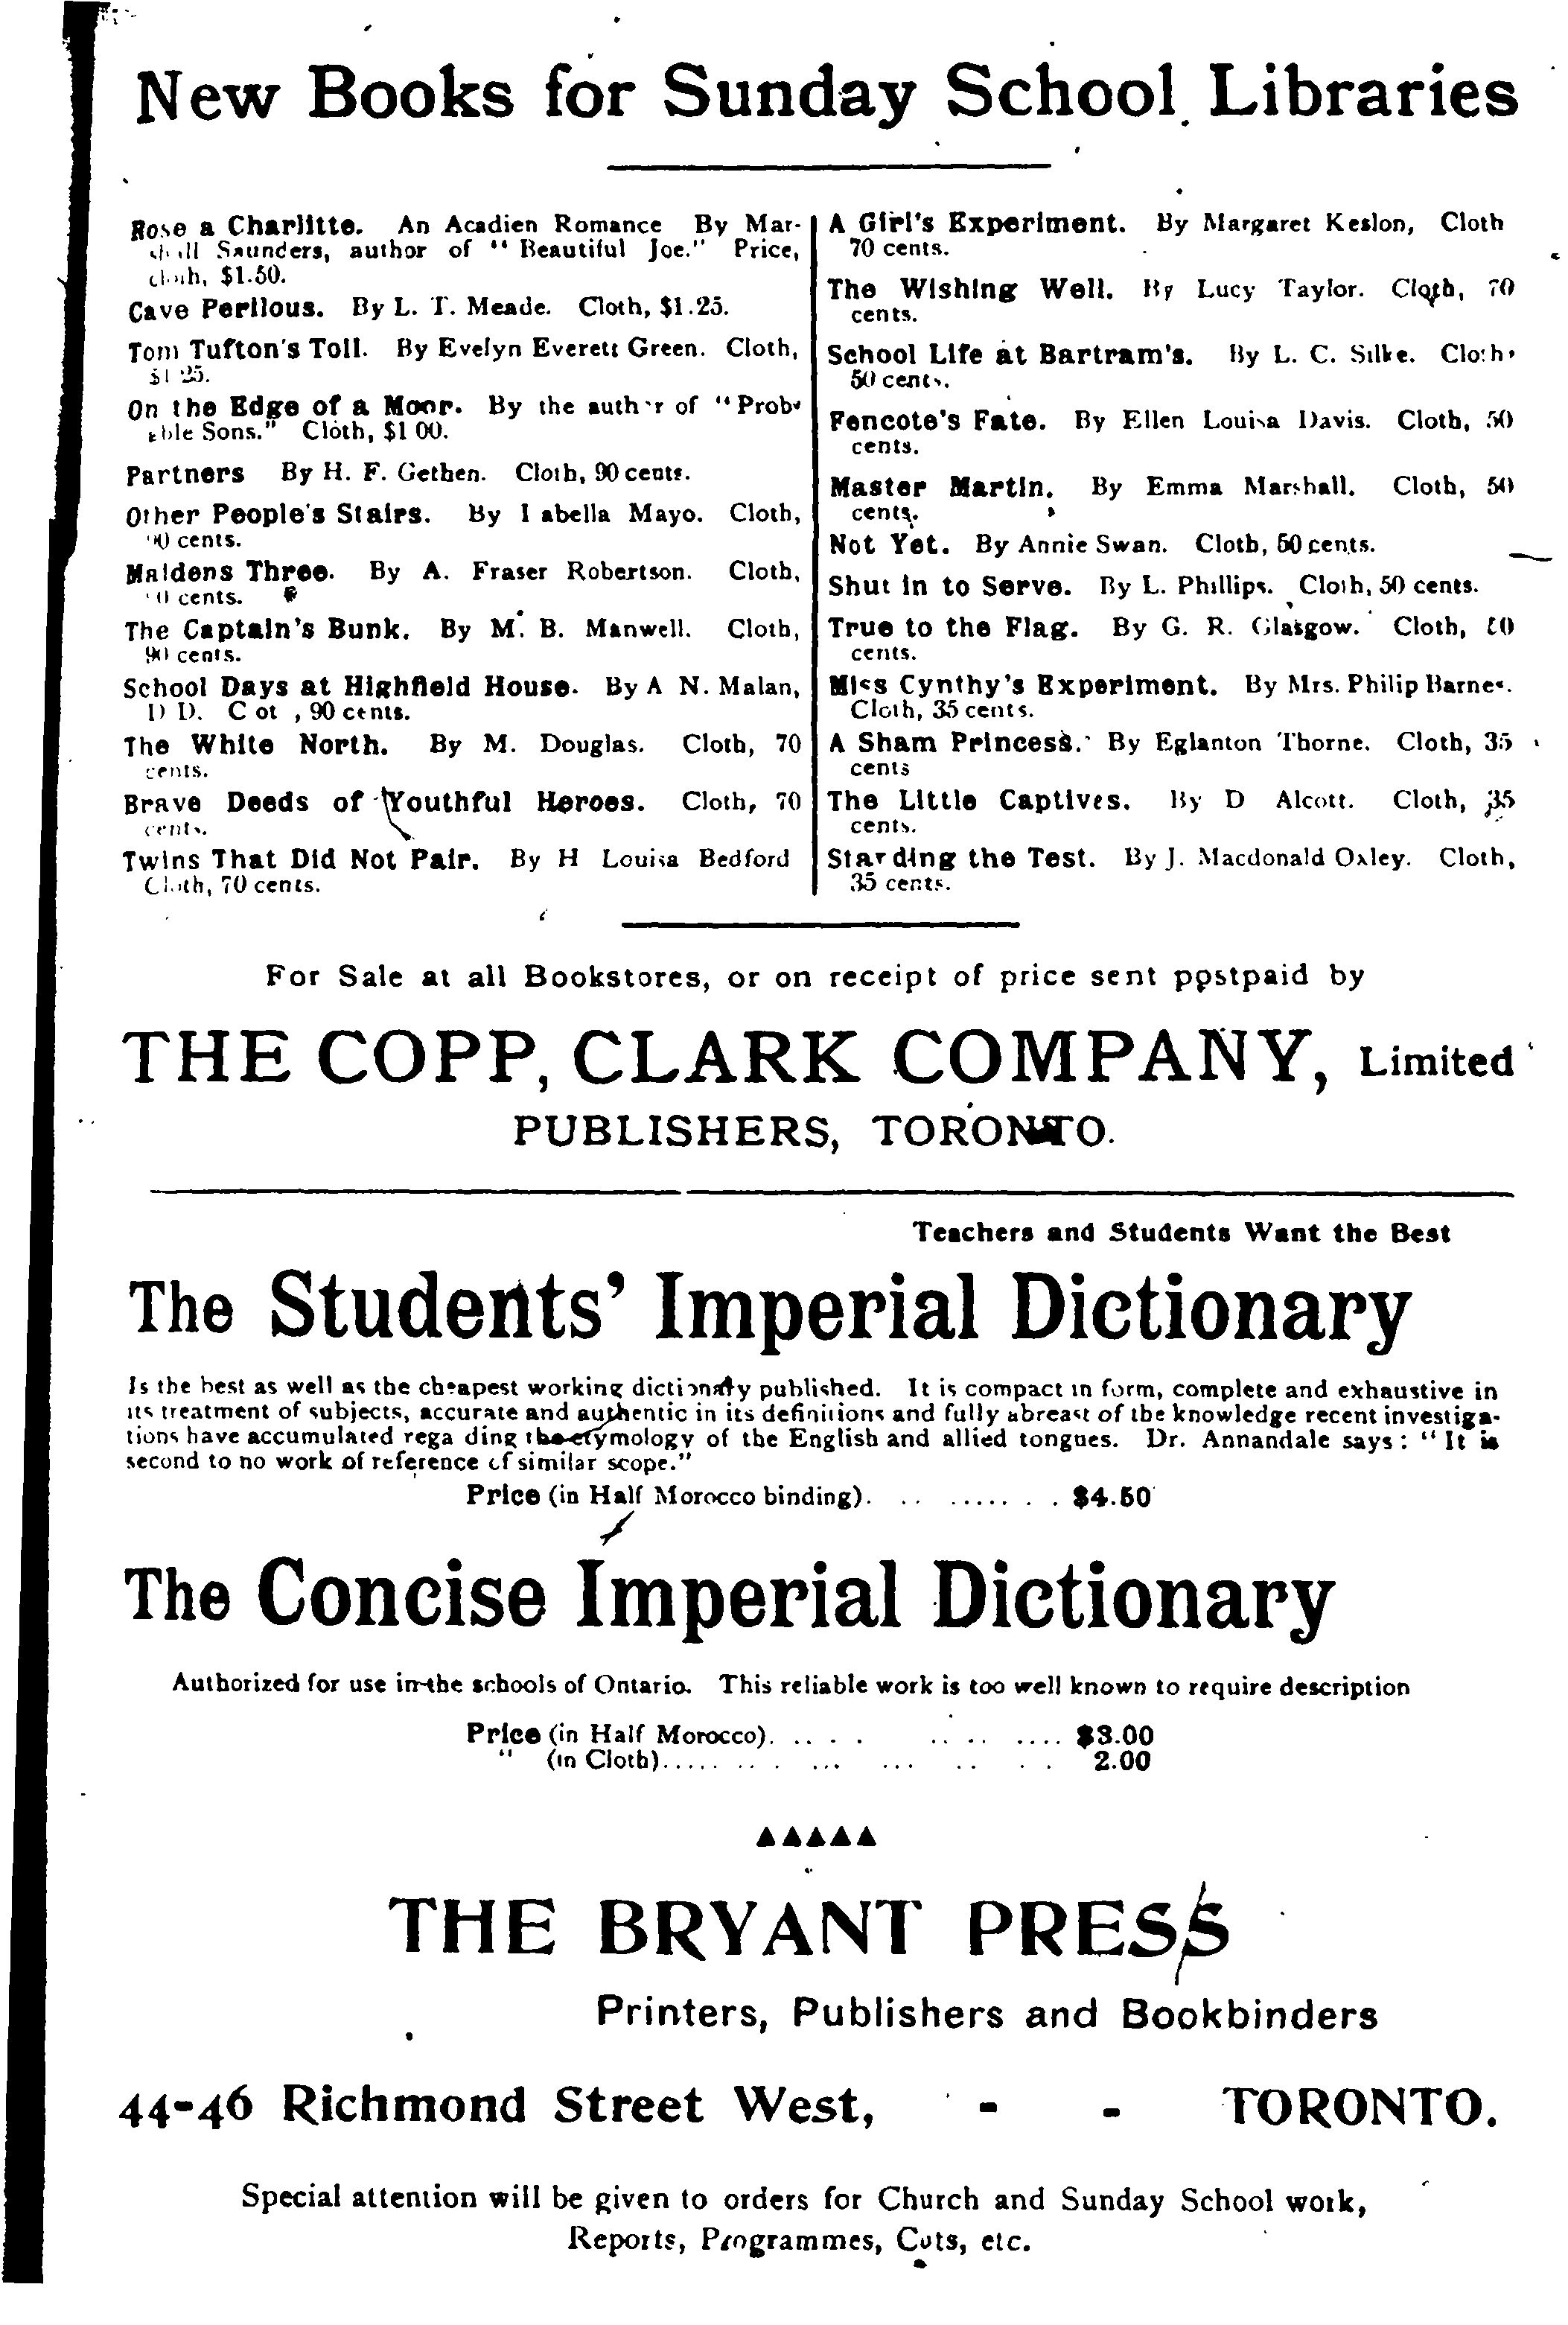 New Books for Sunday School Libraries
Rose a Charlitte. An Acadien Romance By Mar-
shall Saunders, author of "Beautiful Joe." Price,
cloth, $1.50.
Cave Perilous. By L. T. Meade. Cloth, $1.25.
Tom Tufton's Toll. By Evelyn Everett Green. Cloth,
$1 25.
On the Edge of a Moor. By the auth r of "Prob-
able Sons." Cloth, $1 00.
Partners By H. F. Gethen. Cloth, 90 cents.
Other People's Stairs. By I abella Mayo. Cloth,
90 cents.
Maidens Three. By A. Fraser Robertson. Cloth,
cents.
The Captain's Bunk. By M. B. Manwell. Cloth,
90 cents.
School Days at Highfield House. By A N. Malan,
D D. C ot , 90 cents.
The White North. By M. Douglas. Cloth, 70
cents.
Brave Deeds of Youthful Heroes. Cloth, 70
cents.
Twins That Did Not Pair. By H Louisa Bedford
Cloth, 70 cents.
A Girl's Experiment. By Margaret Keslon, Cloth
70 cents.
The Wishing Well. By Lucy Taylor. Cloth, 70
cents.
School Life at Bartram's. By L. C. Silke. Cloth,
50 cents.
Fencote's Fate. By Ellen Louisa Davis. Cloth, 50
cents.
Master Martin. By Emma Marshall. Cloth, 50
cents.
Not Yet. By Annie Swan. Cloth, 50 cents.
Shut in to Serve. By L. Phillips. Cloth, 50 cents.
True to the Flag. By G. R. Glasgow. Cloth, 50
cents.
Miss Cynthy's Experiment. By Mrs. Philip Barnes.
Cloth, 35 cents.
A Sham Princess. By Eglanton Thorne. Cloth, 35
cents
The Little Captives. By D Alcott. Cloth, 35
cents.
Standing the Test. By J. Macdonald Oxley. Cloth,
35 cents.
For Sale at all Bookstores, or on receipt of price sent postpaid by
THE COPP, CLARK COMPANY, Limited
PUBLISHERS, TORONTO.
Teachers and Students Want the Best
The Students' Imperial Dictionary
Is the best as well as the cheapest working dictionary published. It is compact in form, complete and exhaustive in
its treatment of subjects, accurate and authentic in its definitions and fully abreast of the knowledge recent investiga-
tions have accumulated rega ding the etymology of the English and allied tongues. Dr. Annandale says: "It is
second to no work of reference of similar scope."
Price (in Half Morocco binding). .. ...... . . $4.50
The Concise Imperial Dictionary
Authorized for use in the schools of Ontario. This reliable work is too well known to require description
Price (in Half Morocco). .. . . .. .. .... $3.00
" (in Cloth)..... .. . ... ... .. . . 2.00
THE BRYANT PRESS
Printers, Publishers and Bookbinders
44-46 Richmond Street West, - - TORONTO.
Special attention will be given to orders for Church and Sunday School work,
Reports, Programmes, Cuts, etc.